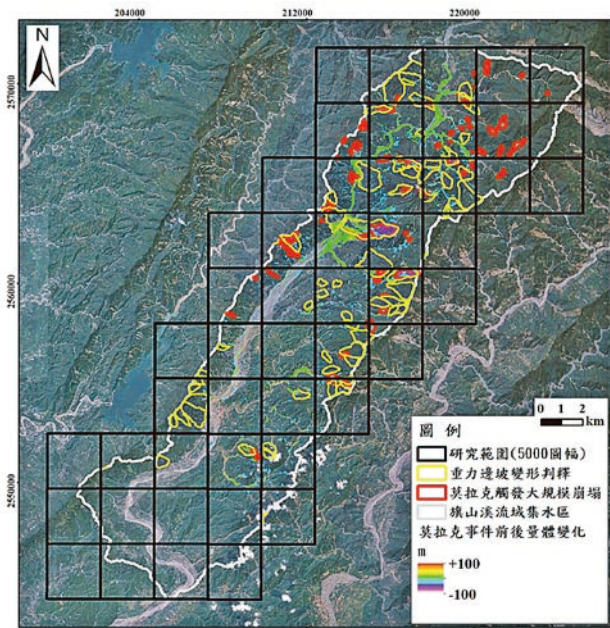 204000 212000 220000
N
2570000
2560000
2550000
0 1 2
km
圖例
研究範圍(5000圖幅)
重力邊坡變形判釋
莫拉克觸發大規模崩塌
旗山溪流域集水區
莫拉克事件前後量體變化
m
+100
-100